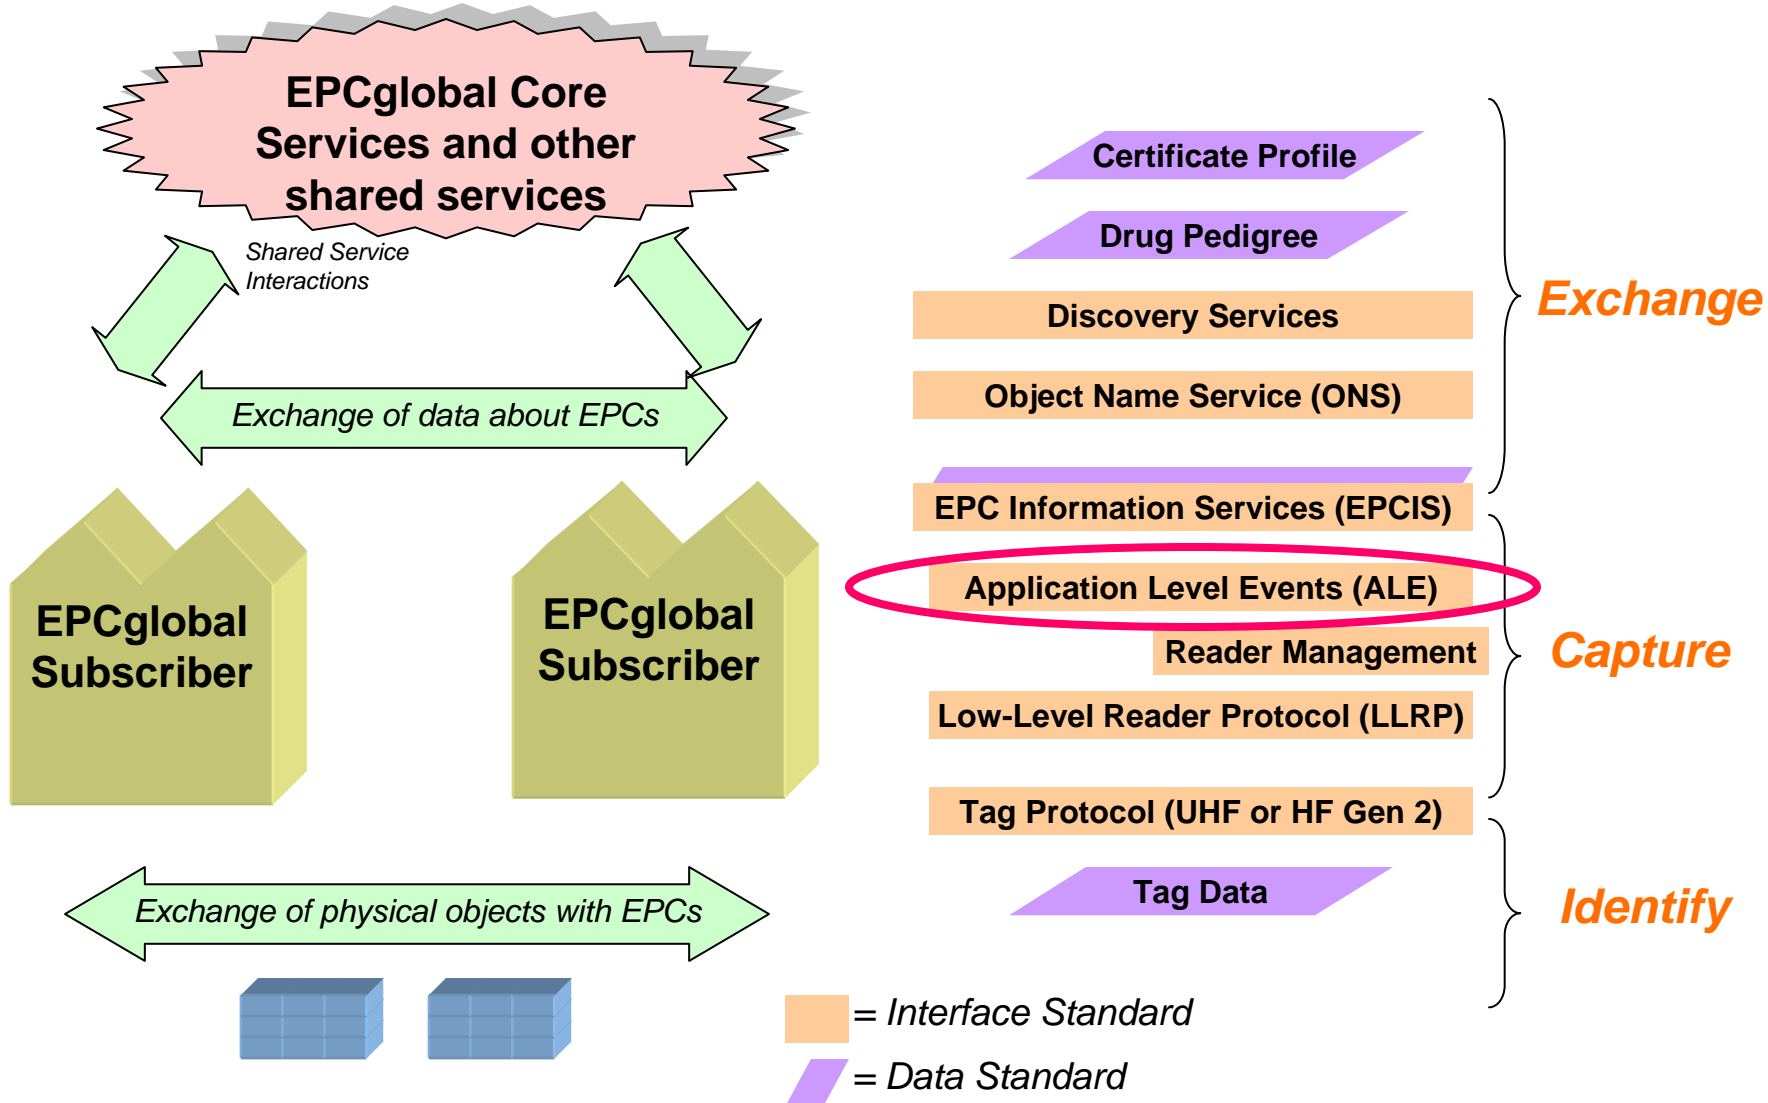 EPCglobal Core
Services and other
shared services
Shared Service
Interactions
Exchange of data about EPCs
EPCglobal
Subscriber
EPCglobal
Subscriber
Exchange of physical objects with EPCs
Certificate Profile
Drug Pedigree
Discovery Services
Object Name Service (ONS)
EPC Information Services (EPCIS)
Application Level Events (ALE)
Reader Management
Low-Level Reader Protocol (LLRP)
Tag Protocol (UHF or HF Gen 2)
Tag Data
Exchange
Capture
Identify
= Interface Standard
= Data Standard